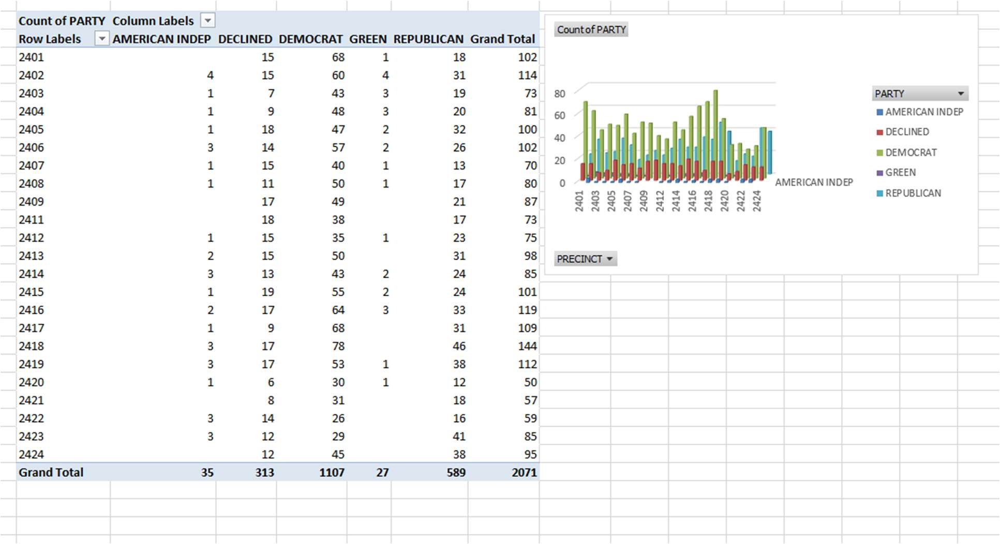 Count of PARTY Column Labels
Row Labels AMERICAN INDEP DECLINED DEMOCRAT GREEN REPUBLICAN Grand Total
2401 15 68 1 18 102
2402 4 15 60 4 31 114
2403 1 7 43 3 19 73
2404 1 9 48 3 20 81
2405 1 18 47 2 32 100
2406 3 14 57 2 26 102
2407 1 15 40 1 13 70
2408 1 11 50 1 17 80
2409 17 49 21 87
2411 18 38 17 73
2412 1 15 35 1 23 75
2413 2 15 50 31 98
2414 3 13 43 2 24 85
2415 1 19 55 2 24 101
2416 2 17 64 3 33 119
2417 1 9 68 31 109
2418 3 17 78 46 144
2419 3 17 53 1 38 112
2420 1 6 30 1 12 50
2421 8 31 18 57
2422 3 14 26 16 59
2423 3 12 29 41 85
2424 12 45 38 95
Grand Total 35 313 1107 27 589 2071
Count of PARTY
80
60
40
20
0
2401 2403 2405 2407 2409 2412 2414 2416 2418 2420 2422 2424
AMERICAN INDEP
PARTY
AMERICAN INDEP
DECLINED
DEMOCRAT
GREEN
REPUBLICAN
PRECINCT